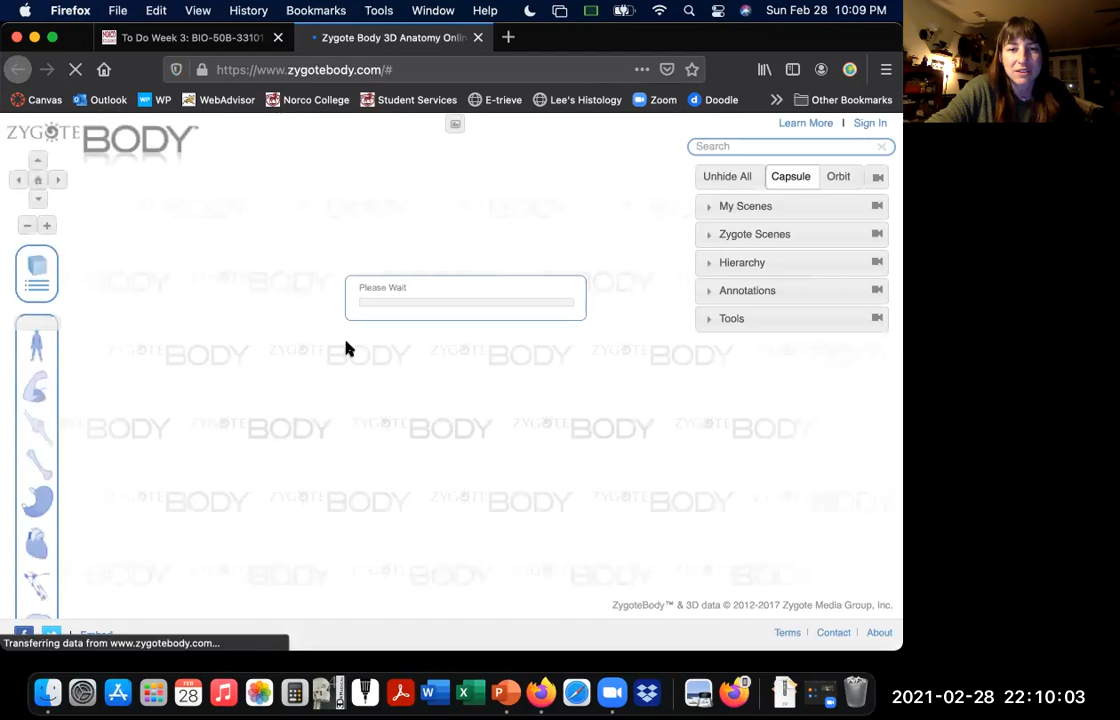 Firefox File Edit View History Bookmarks Tools Window Help Sun Feb 28 10:09 PM
To Do Week 3: BIO-50B-33101
Zygote Body 3D Anatomy Onlin
https://www.zygotebody.com/#
Canvas Outlook WP WebAdvisor Norco College Student Services E-trieve Lee's Histology Zoom Doodle Other Bookmarks
ZYGOTE BODY™
Learn More | Sign In
Search
Unhide All Capsule Orbit
My Scenes
Zygote Scenes
Hierarchy
Annotations
Tools
Please Wait
ZYGOTE BODY
ZygoteBody™ & 3D data © 2012-2017 Zygote Media Group, Inc.
Terms | Contact | About
Transferring data from www.zygotebody.com...
FEB
28
2021-02-28 22:10:03